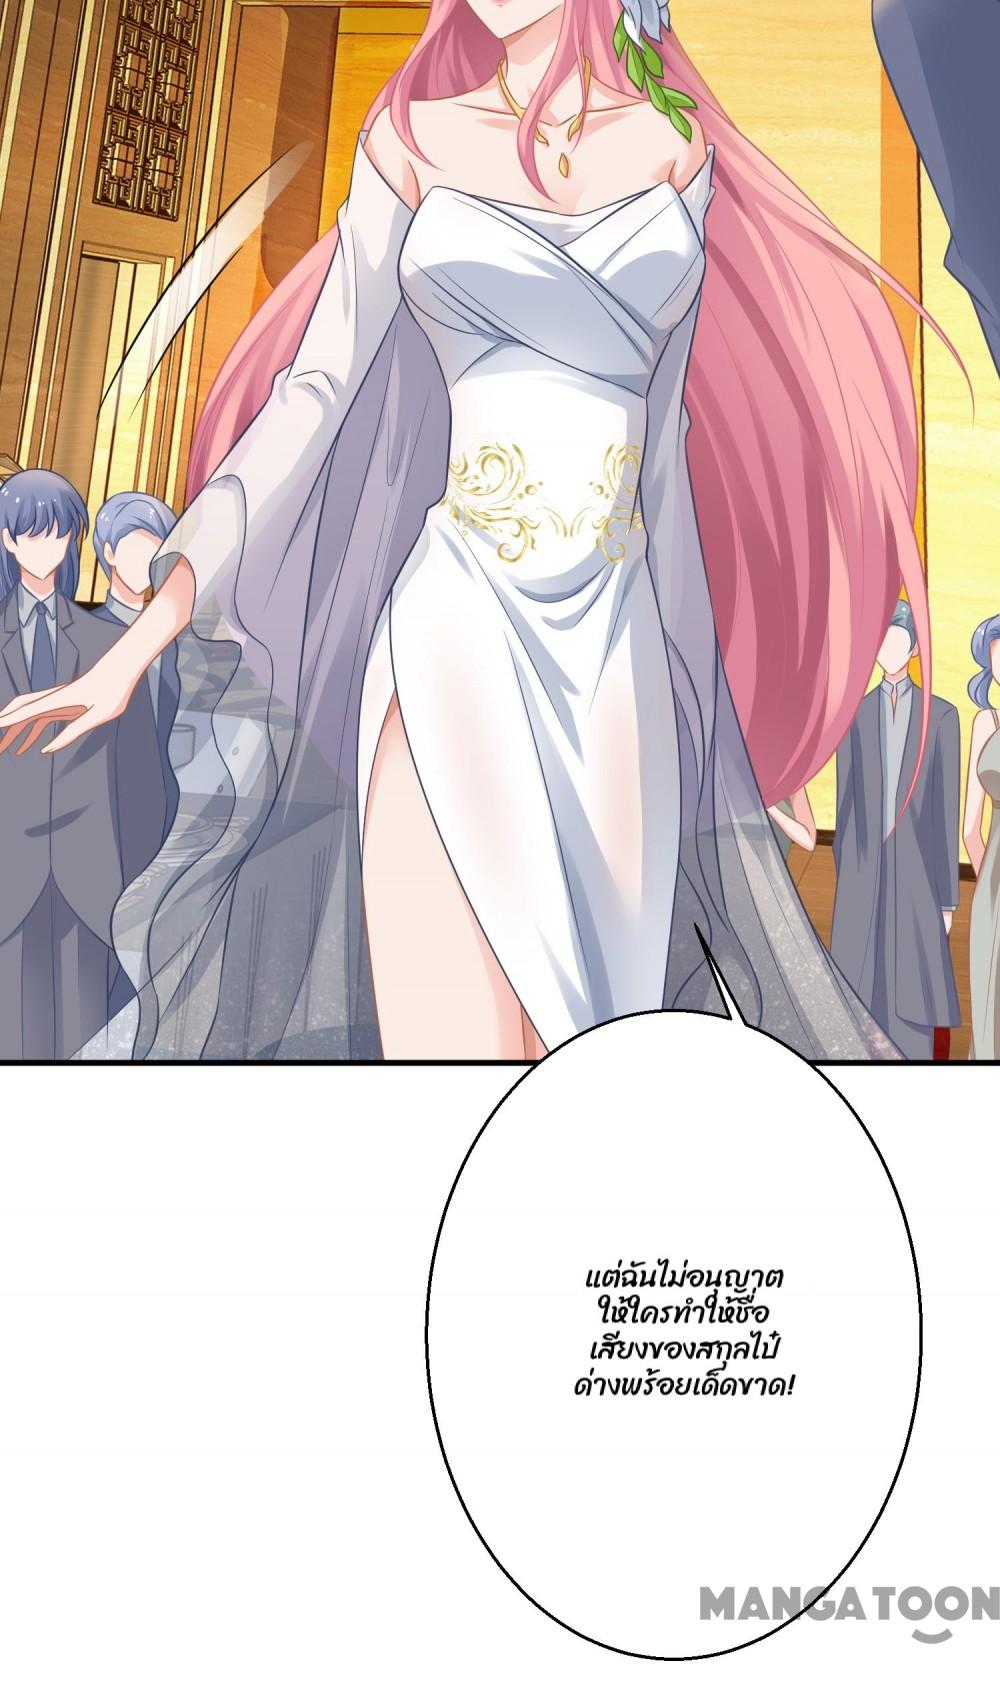 แต่ฉันไม่อนุญาต
ให้ใครทำให้ชื่อ
เสียงของสกุลไป๋
ด่างพร้อยเด็ดขาด!
MANGATOON